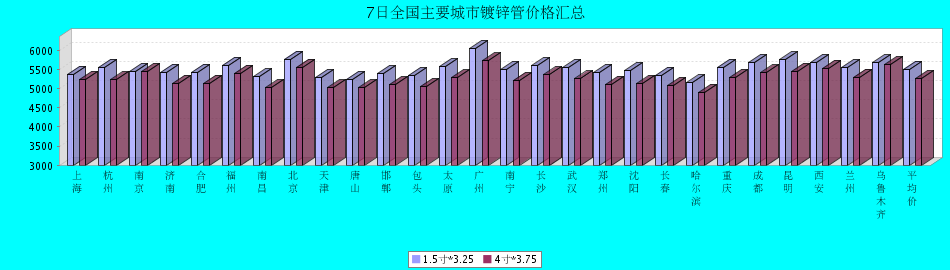 7日全国主要城市镀锌管价格汇总
6000
5500
5000
4500
4000
3500
3000
上海
杭州
南京
济南
合肥
福州
南昌
北京
天津
唐山
邯郸
包头
太原
广州
南宁
长沙
武汉
郑州
沈阳
长春
哈尔滨
重庆
成都
昆明
西安
兰州
乌鲁木齐
平均价
1.5寸*3.25
4寸*3.75